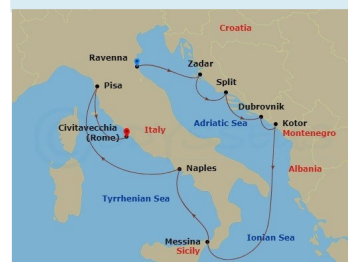 Croatia
Ravenna
Zadar
Pisa
Split
Dubrovnik
Civitavecchia
(Rome)
Italy
Adriatic Sea
Kotor
Montenegro
Albania
Naples
Tyrrhenian Sea
Ionian Sea
Messina
Sicily